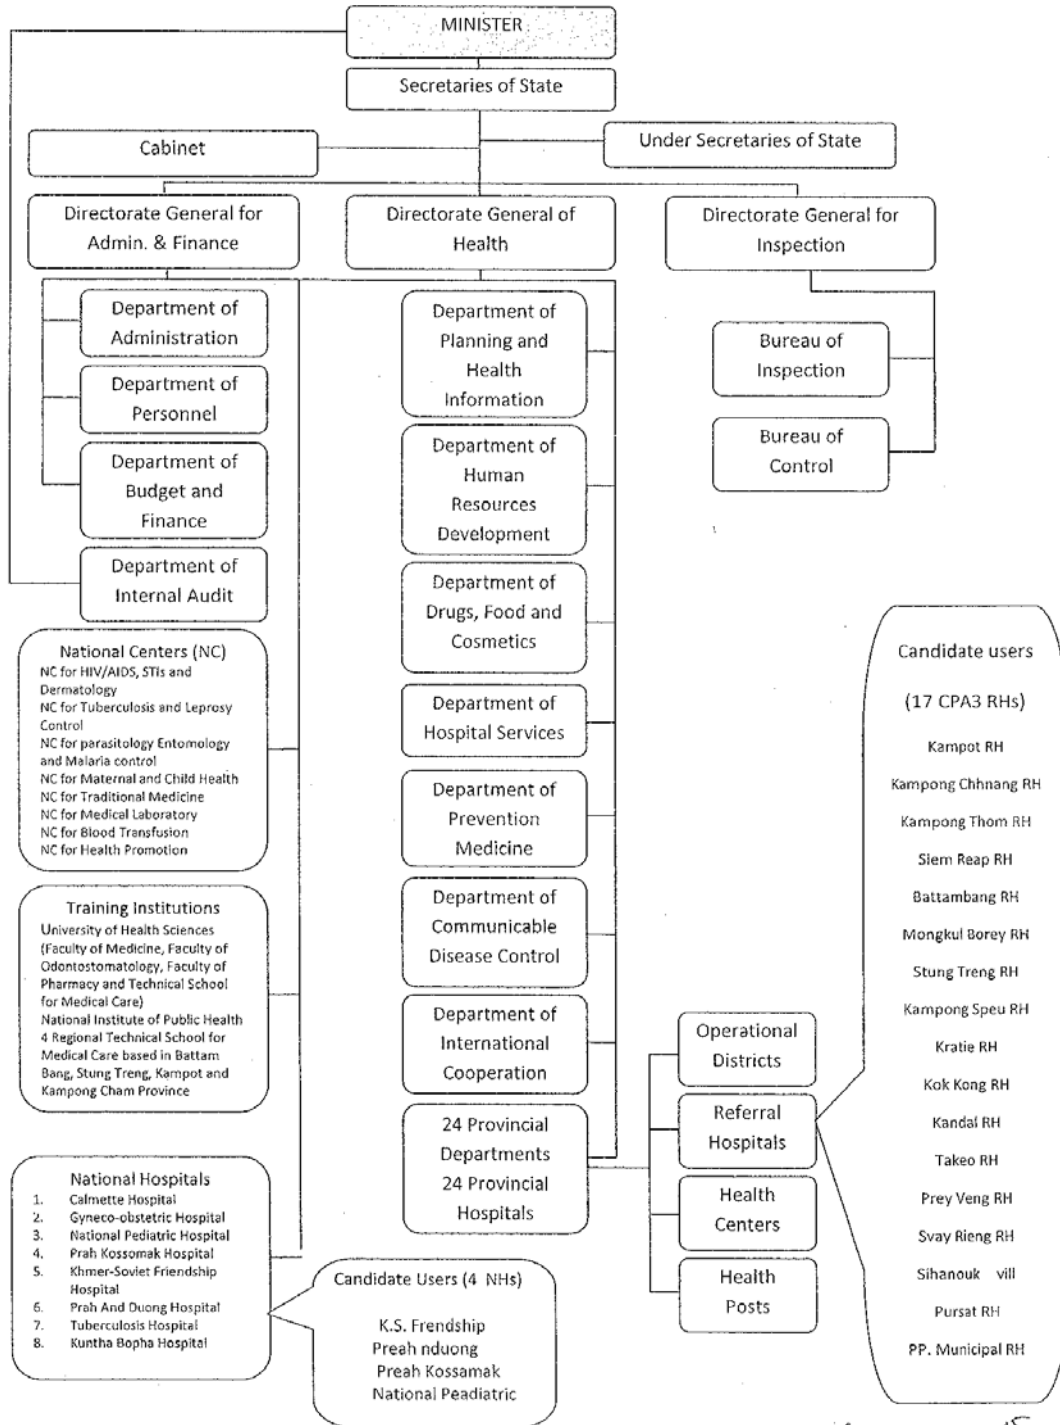 MINISTER
Secretaries of State
Cabinet
Under Secretaries of State
Directorate General for
Admin. & Finance
Directorate General of
Health
Directorate General for
Inspection
Department of
Administration
Department of
Personnel
Department of
Budget and
Finance
Department of
Internal Audit
National Centers (NC)
NC for HIV/AIDS, STIs and
Dermatology
NC for Tuberculosis and Leprosy
Control
NC for parasitology Entomology
and Malaria control
NC for Maternal and Child Health
NC for Traditional Medicine
NC for Medical Laboratory
NC for Blood Transfusion
NC for Health Promotion
Training Institutions
University of Health Sciences
(Faculty of Medicine, Faculty of
Odontostomatology, Faculty of
Pharmacy and Technical School
for Medical Care)
National Institute of Public Health
4 Regional Technical School for
Medical Care based in Battam
Bang, Stung Treng, Kampot and
Kampong Cham Province
National Hospitals
1. Calmette Hospital
2. Gyneco-obstetric Hospital
3. National Pediatric Hospital
4. Prah Kossomak Hospital
5. Khmer-Soviet Friendship
Hospital
6. Prah And Duong Hospital
7. Tuberculosis Hospital
8. Kuntha Bopha Hospital
Candidate Users (4 NHs)
K.S. Frendship
Preah nduong
Preah Kossamak
National Peadiatric
Department of
Planning and
Health
Information
Department of
Human
Resources
Development
Department of
Drugs, Food and
Cosmetics
Department of
Hospital Services
Department of
Prevention
Medicine
Department of
Communicable
Disease Control
Department of
International
Cooperation
24 Provincial
Departments
24 Provincial
Hospitals
Bureau of
Inspection
Bureau of
Control
Operational
Districts
Referral
Hospitals
Health
Centers
Health
Posts
Candidate users
(17 CPA3 RHs)
Kampot RH
Kampong Chhnang RH
Kampong Thom RH
Siem Reap RH
Battambang RH
Mongkul Borey RH
Stung Treng RH
Kampong Speu RH
Kratie RH
Kok Kong RH
Kandal RH
Takeo RH
Prey Veng RH
Svay Rieng RH
Sihanouk vill
Pursat RH
PP. Municipal RH